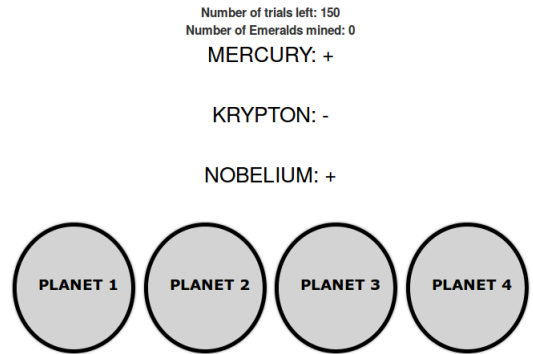 Number of trials left: 150
Number of Emeralds mined: 0
MERCURY: +
KRYPTON: -
NOBELIUM: +
PLANET 1 PLANET 2 PLANET 3 PLANET 4